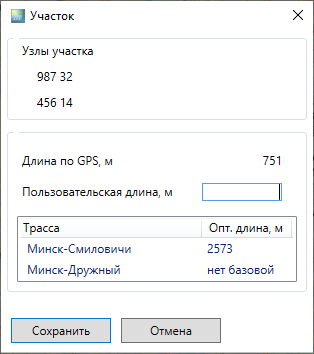 Участок
Узлы участка
987 32
456 14
Длина по GPS, м 751
Пользовательская длина, м
Трасса Опт. длина, м
Минск-Смиловичи 2573
Минск-Дружный нет базовой
Сохранить Отмена